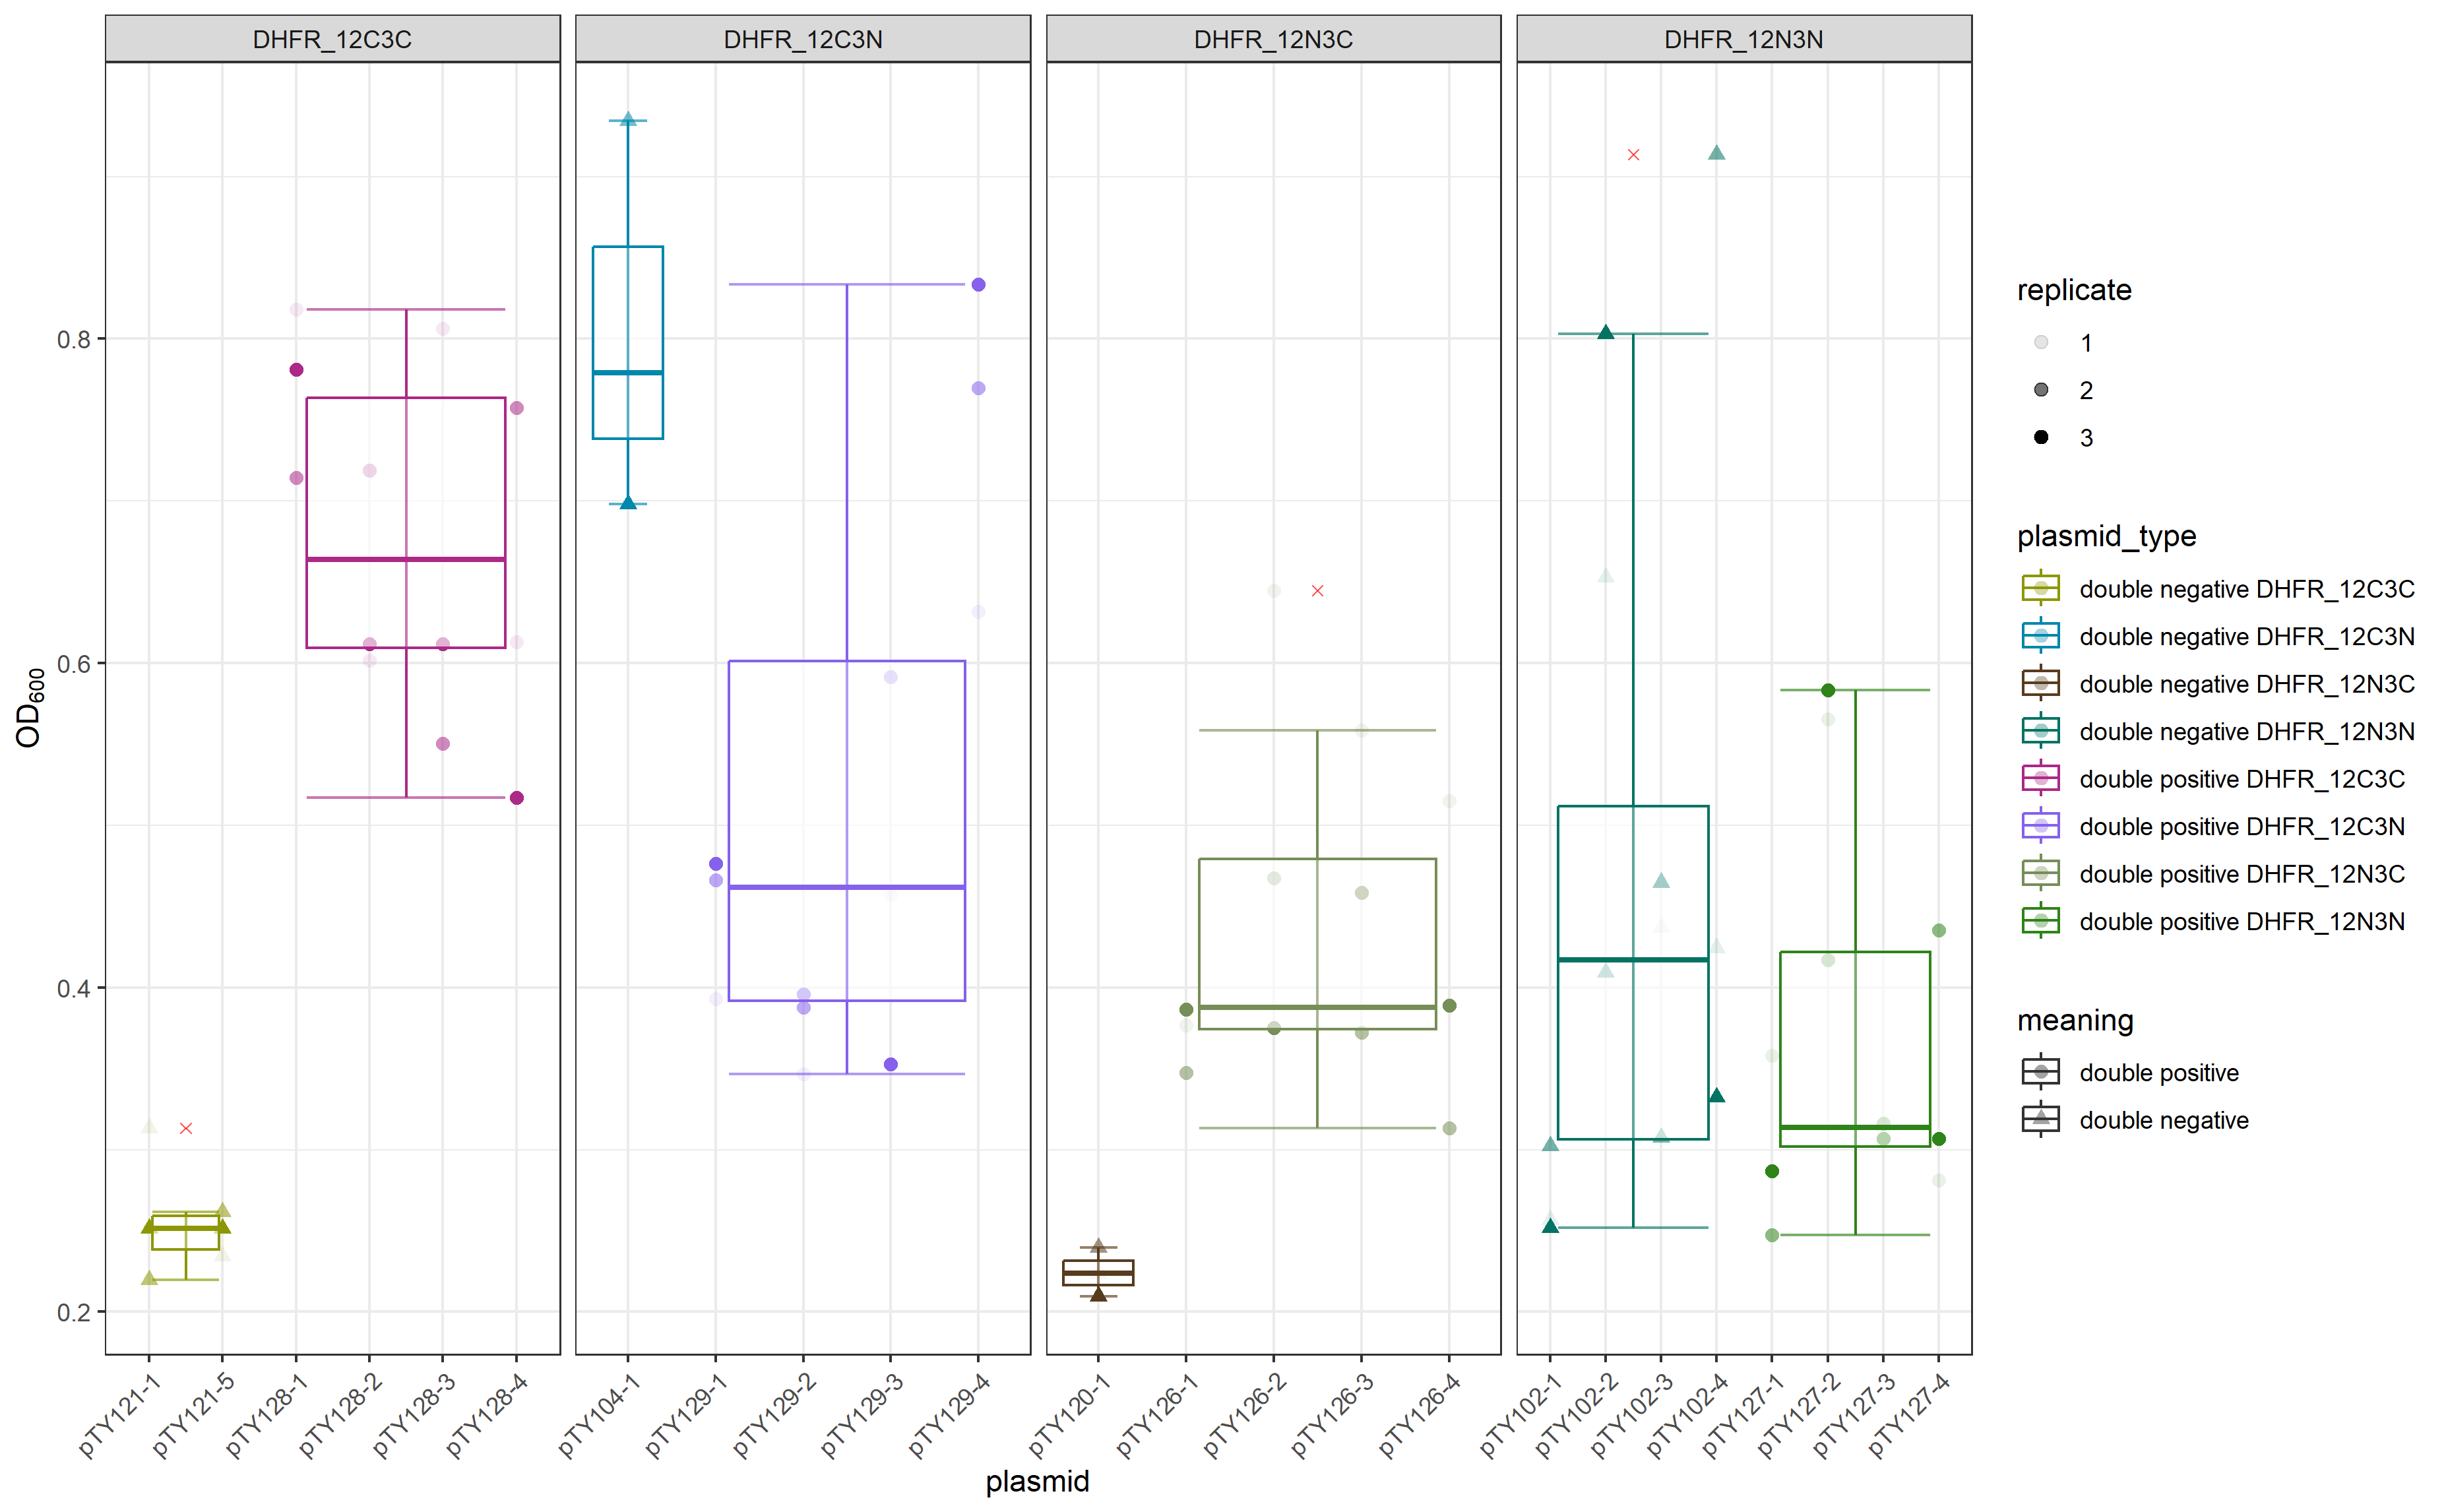 DHFR_12C3C
DHFR_12C3N
DHFR_12N3C
DHFR_12N3N
OD600
0.8
0.6
0.4
0.2
pTY121-1
pTY121-5
pTY128-1
pTY128-2
pTY128-3
pTY128-4
pTY104-1
pTY129-1
pTY129-2
pTY129-3
pTY129-4
pTY120-1
pTY126-1
pTY126-2
pTY126-3
pTY126-4
pTY102-1
pTY102-2
pTY102-3
pTY102-4
pTY127-1
pTY127-2
pTY127-3
pTY127-4
plasmid
replicate
1
2
3
plasmid_type
double negative DHFR_12C3C
double negative DHFR_12C3N
double negative DHFR_12N3C
double negative DHFR_12N3N
double positive DHFR_12C3C
double positive DHFR_12C3N
double positive DHFR_12N3C
double positive DHFR_12N3N
meaning
double positive
double negative